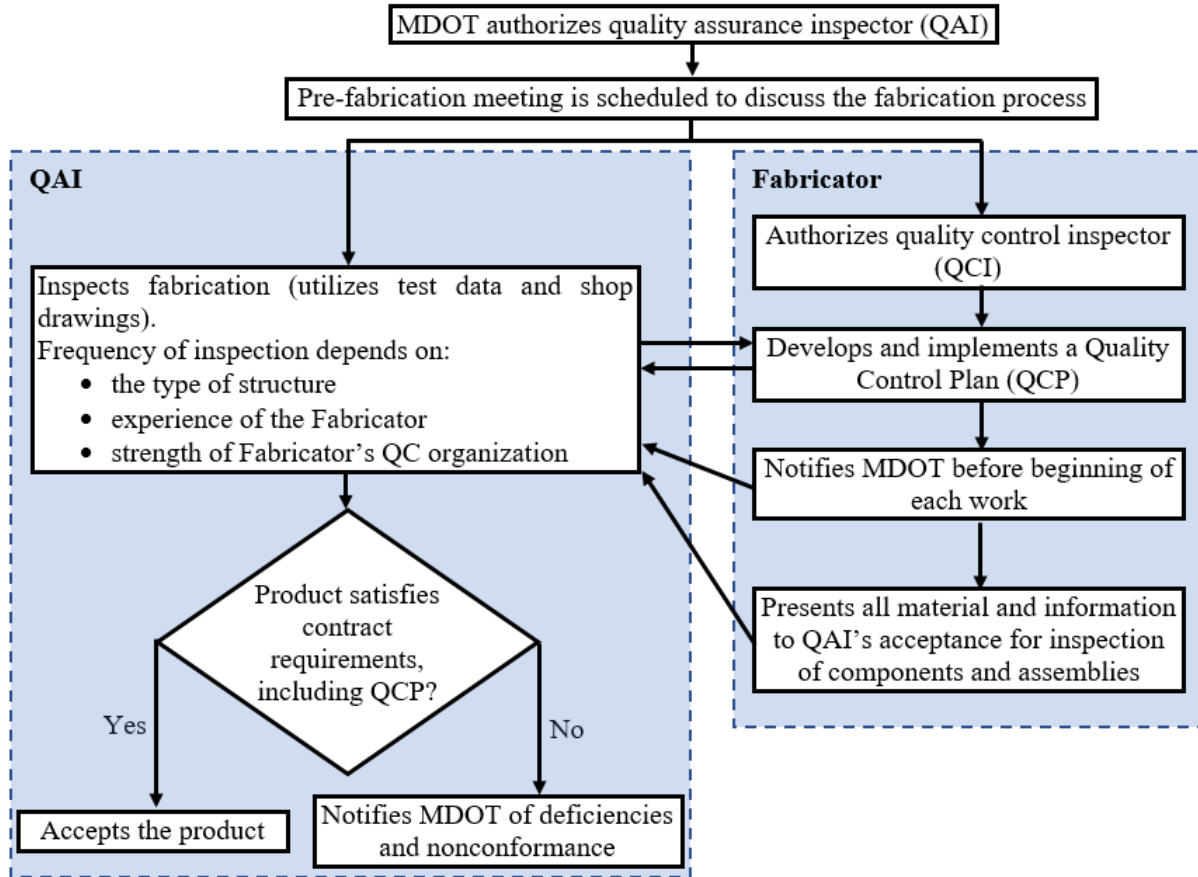 MDOT authorizes quality assurance inspector (QAI)
Pre-fabrication meeting is scheduled to discuss the fabrication process
QAI
Inspects fabrication (utilizes test data and shop
drawings).
Frequency of inspection depends on:
• the type of structure
• experience of the Fabricator
• strength of Fabricator's QC organization
Product satisfies
contract
requirements,
including QCP?
Yes
No
Accepts the product
Notifies MDOT of deficiencies
and nonconformance
Fabricator
Authorizes quality control inspector
(QCI)
Develops and implements a Quality
Control Plan (QCP)
Notifies MDOT before beginning of
each work
Presents all material and information
to QAI's acceptance for inspection
of components and assemblies